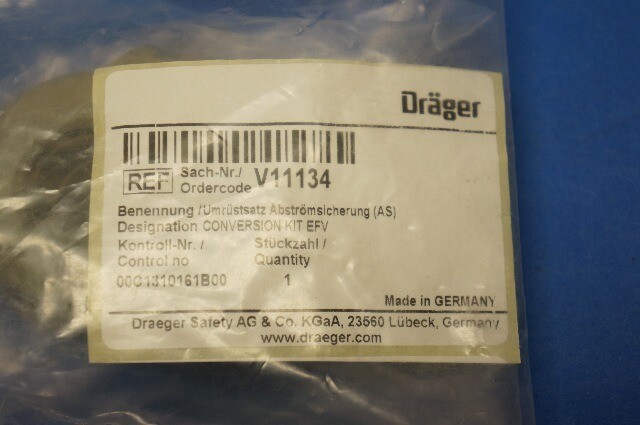 Dräger
REF Sach-Nr./ Ordercode V11134
Benennung /Umrüstsatz Abströmsicherung (AS)
Designation CONVERSION KIT EFV
Kontroll-Nr. / Stückzahl /
Control no Quantity
00C1310161B00 1
Made in GERMANY
Draeger Safety AG & Co. KGaA, 23560 Lübeck, Germany
www.draeger.com